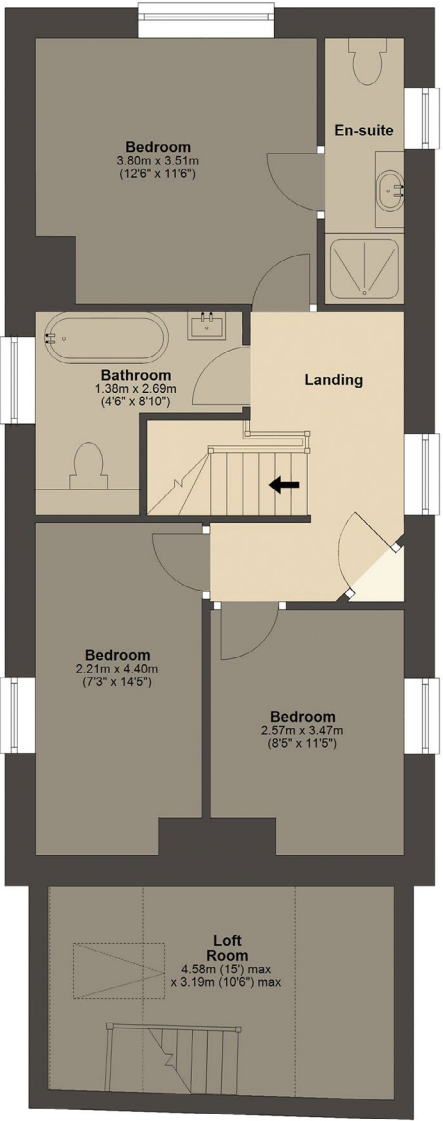 En-suite
Bedroom
3.80m x 3.51m
(12'6" x 11'6")
Landing
Bathroom
1.38m x 2.69m
(4'6" x 8'10")
Bedroom
2.21m x 4.40m
(7'3" x 14'5")
Bedroom
2.57m x 3.47m
(8'5" x 11'5")
Loft
Room
4.58m (15') max
x 3.19m (10'6") max